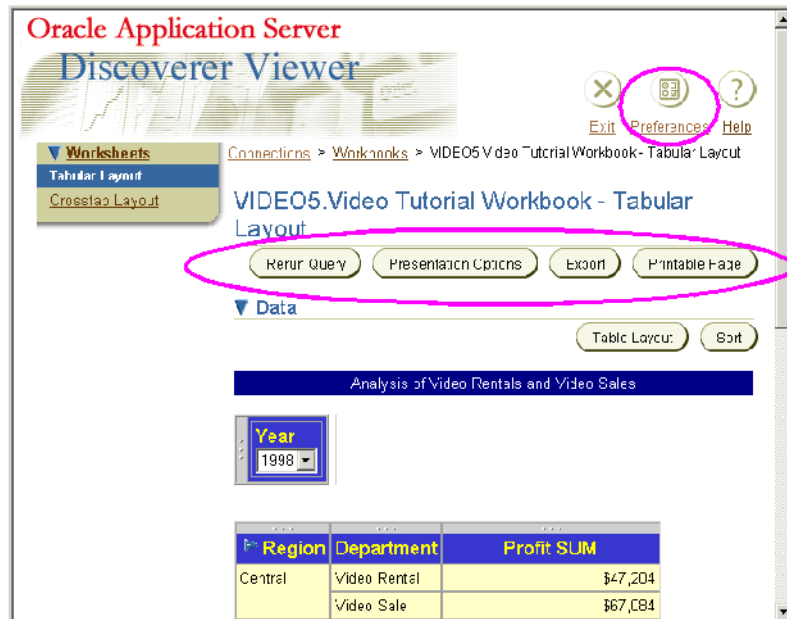 Oracle Application Server
Discoverer Viewer
Exit Preferences Help
Worksheets
Tabular Layout
Crosstab Layout
Connections > Workbooks > VIDEO5.Video Tutorial Workbook - Tabular Layout
VIDEO5.Video Tutorial Workbook - Tabular
Layout
Rerun Query Presentation Options Export Printable Page
Data
Table Layout Sort
Analysis of Video Rentals and Video Sales
Year
1998
Region Department Profit SUM
Central Video Rental $47,204
Video Sale $67,084